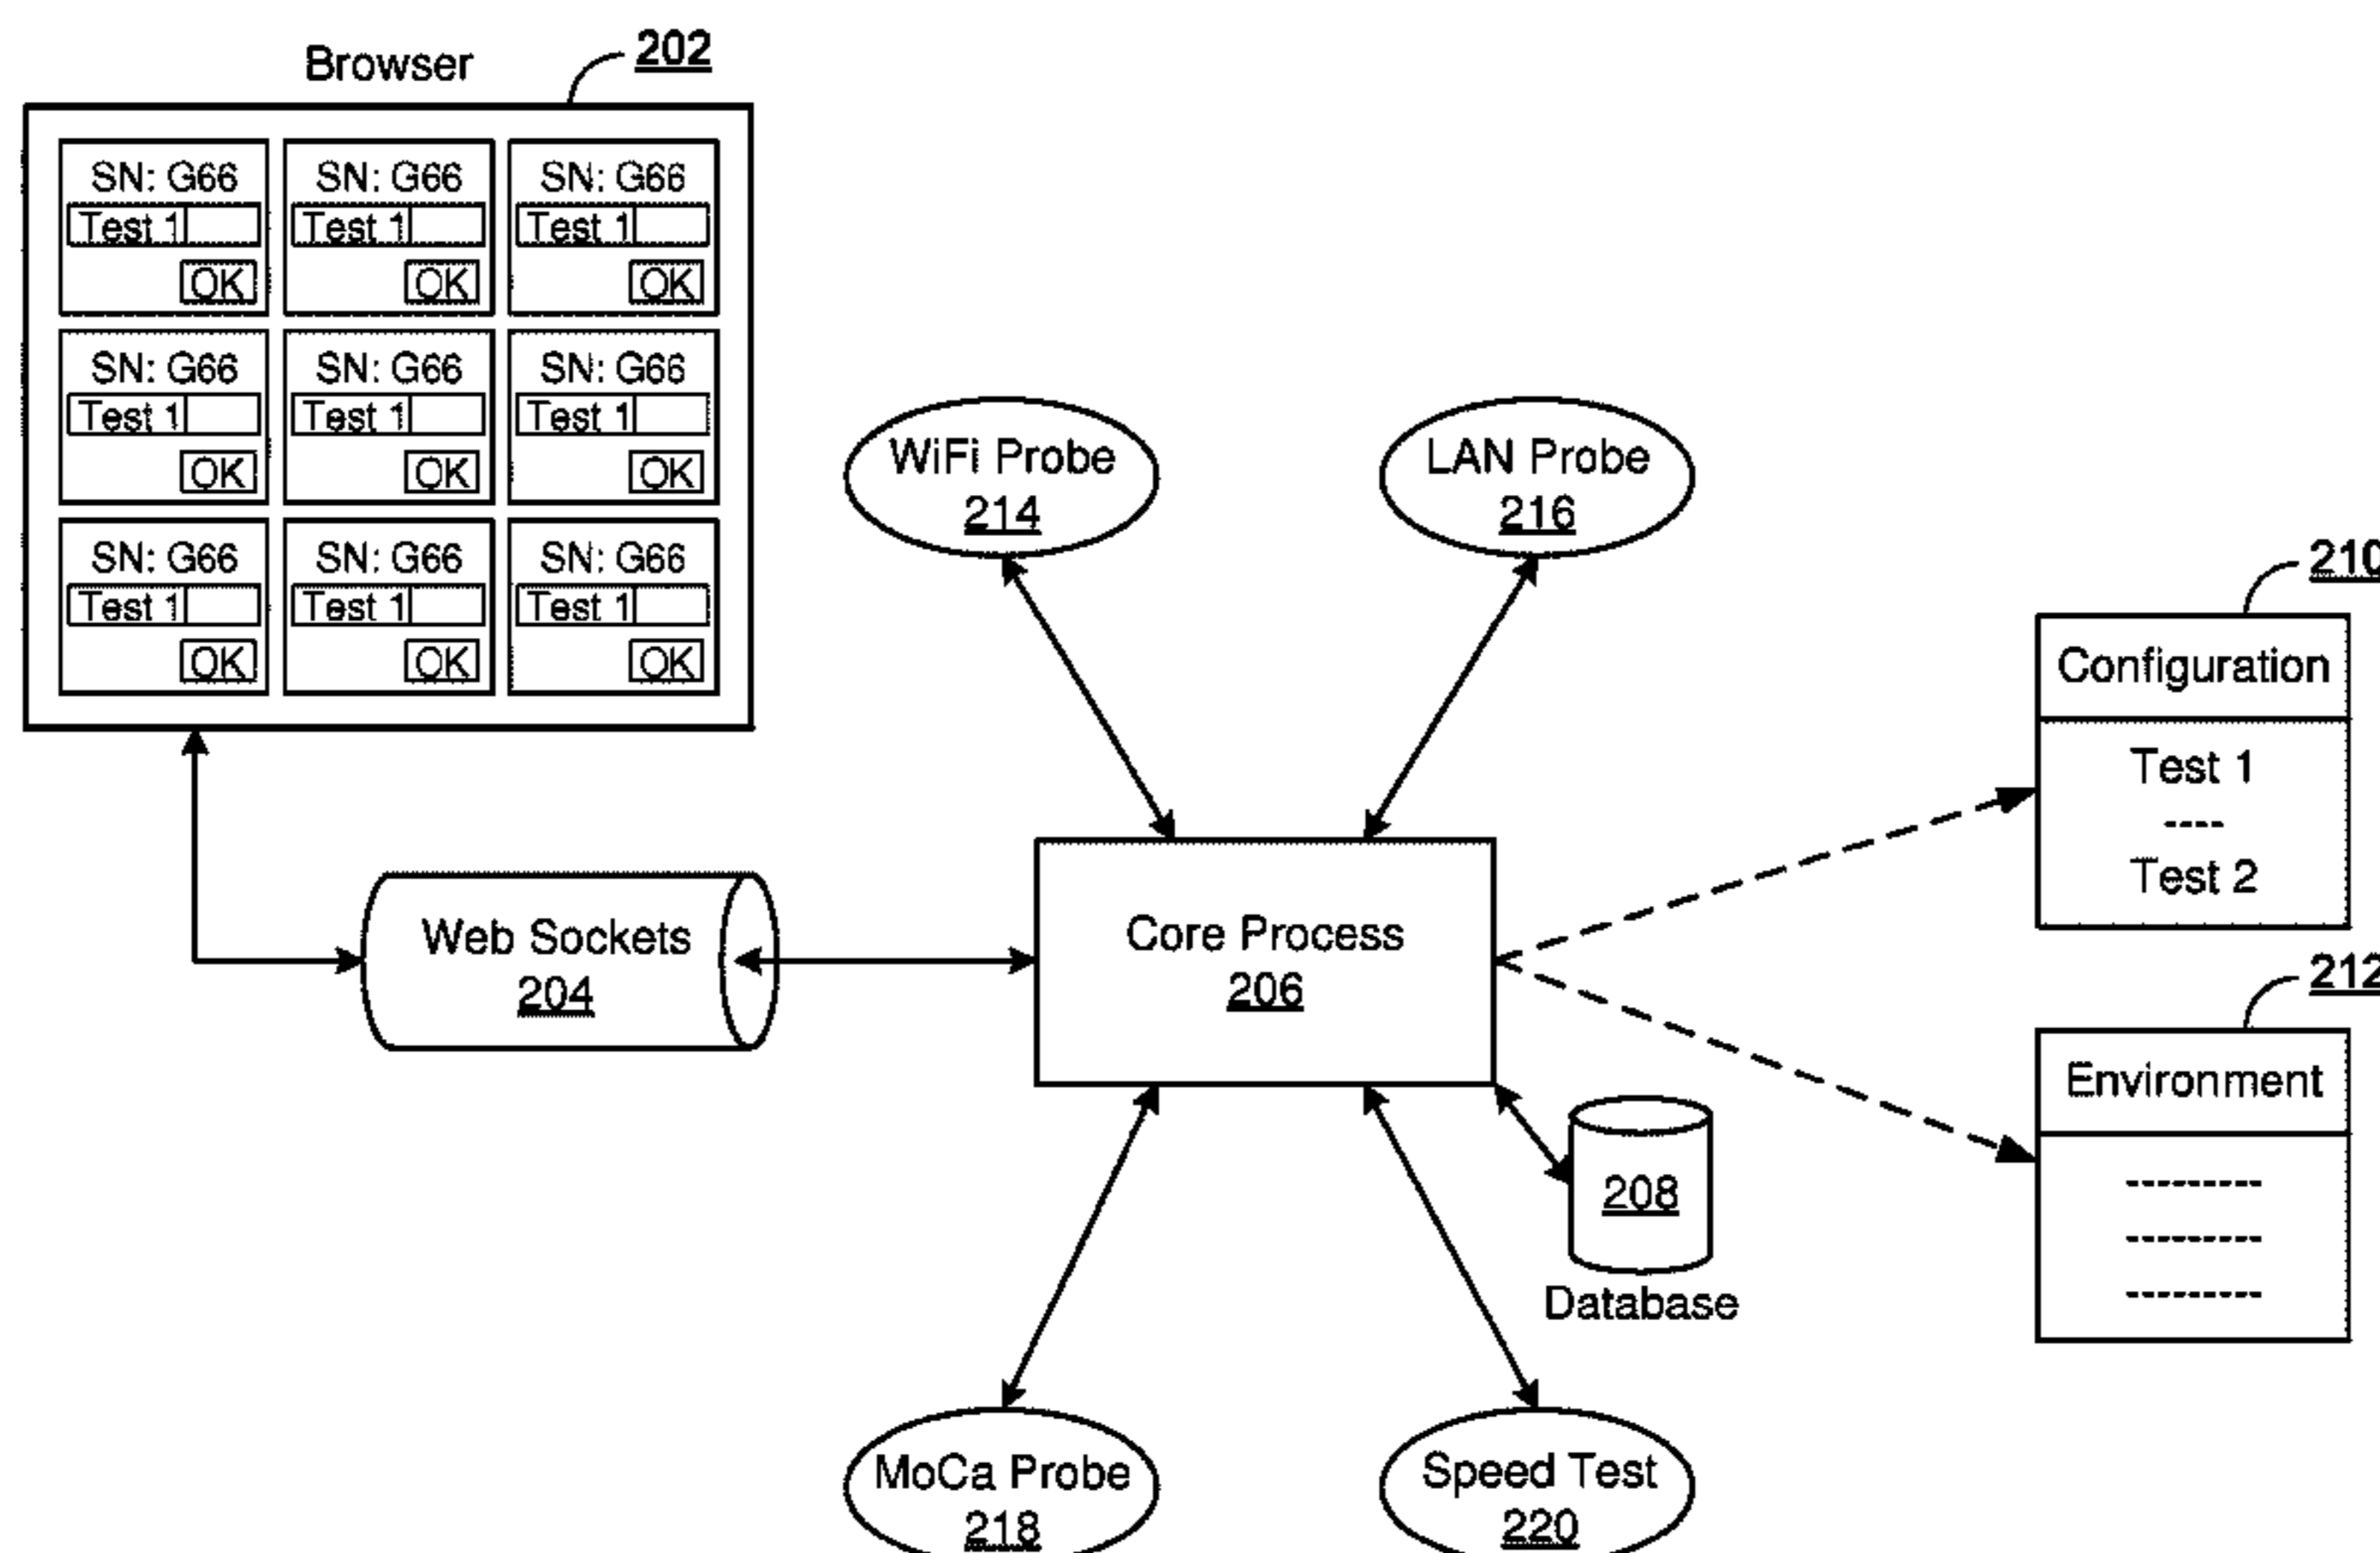 Browser
202
SN: G66 SN: G66 SN: G66
Test 1 Test 1 Test 1
OK OK OK
SN: G66 SN: G66 SN: G66
Test 1 Test 1 Test 1
OK OK OK
SN: G66 SN: G66 SN: G66
Test 1 Test 1 Test 1
OK OK OK
WiFi Probe
214
LAN Probe
216
210
Configuration
Test 1
----
Test 2
Web Sockets
204
Core Process
206
212
Environment
---------
---------
---------
208
Database
MoCa Probe
218
Speed Test
220